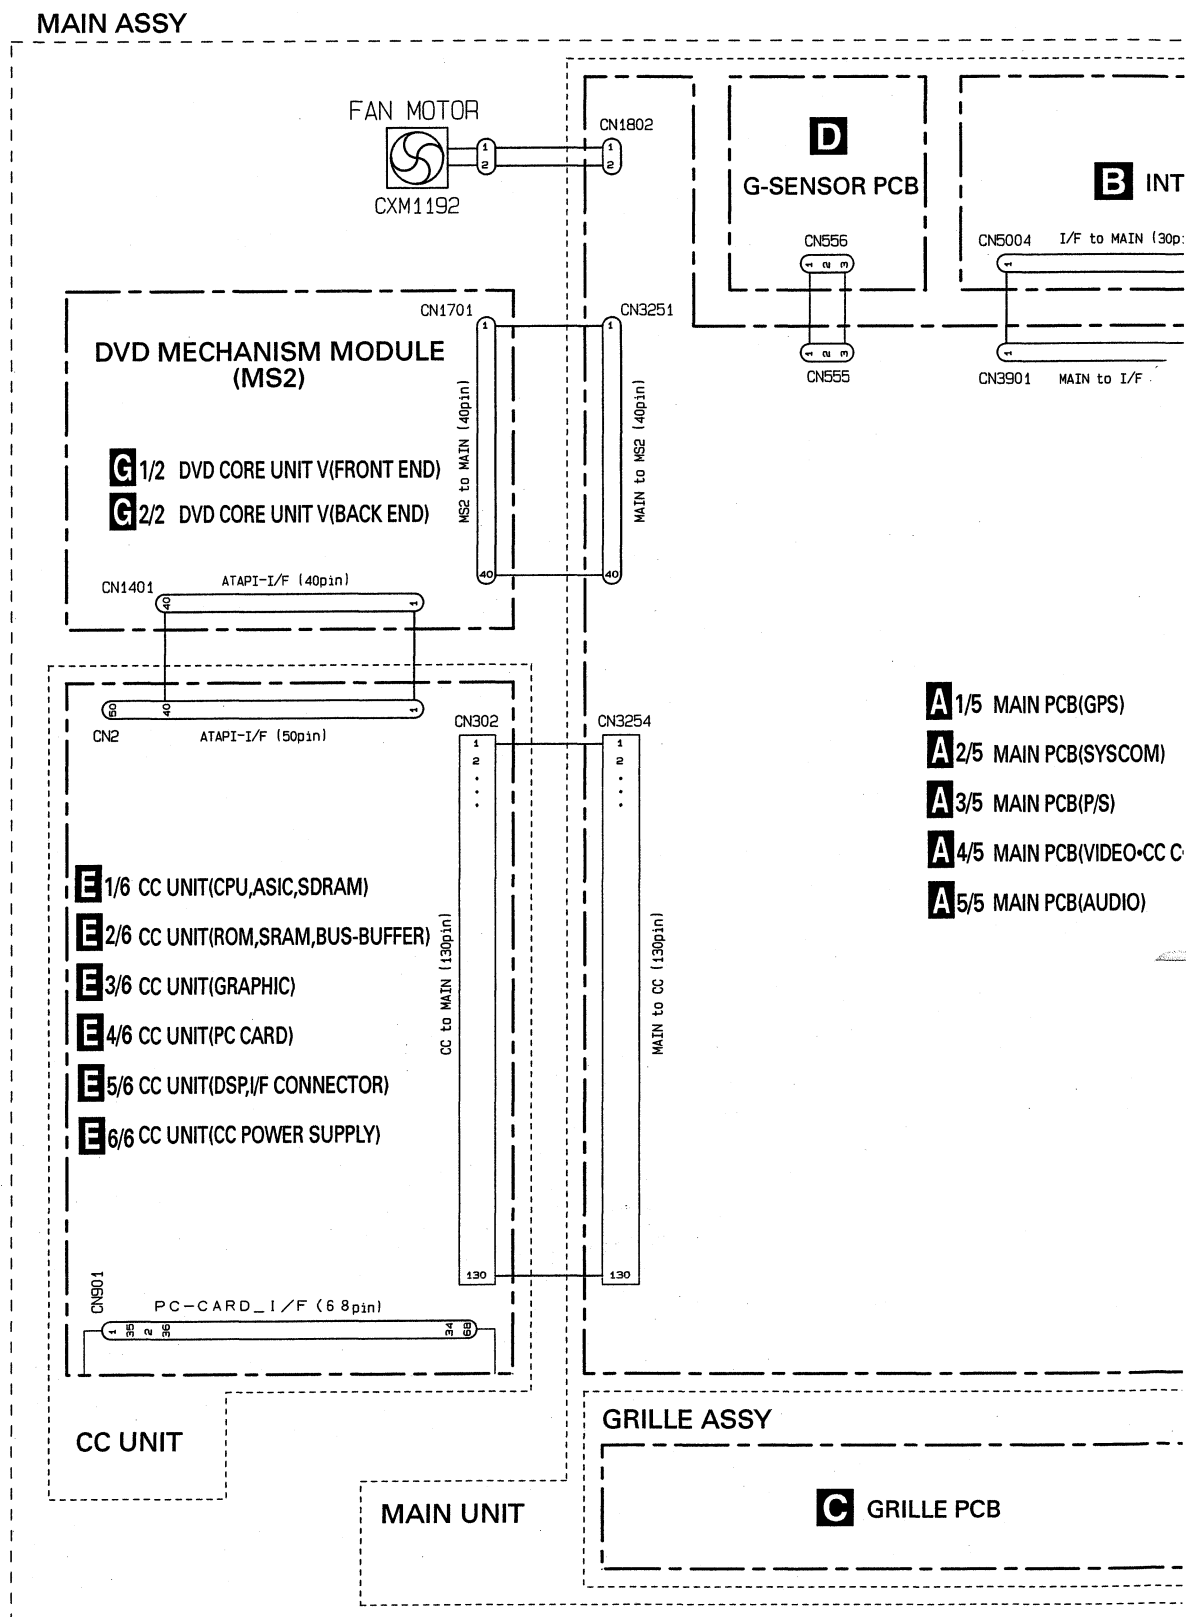 MAIN ASSY
FAN MOTOR
1
2
CXM1192
CN1802
1
2
D
G-SENSOR PCB
CN556
1 2 3
1 2 3
CN555
B INT
CN5004
I/F to MAIN (30p
1
1
CN3901
MAIN to I/F
DVD MECHANISM MODULE
(MS2)
G 1/2 DVD CORE UNIT V(FRONT END)
G 2/2 DVD CORE UNIT V(BACK END)
CN1701
1
MS2 to MAIN (40pin)
40
CN3251
1
MAIN to MS2 (40pin)
40
CN1401
ATAPI-I/F (40pin)
40 1
50 40 1
CN2
ATAPI-I/F (50pin)
CN302
1
2
CC to MAIN (130pin)
130
CN3254
1
2
MAIN to CC (130pin)
130
A 1/5 MAIN PCB(GPS)
A 2/5 MAIN PCB(SYSCOM)
A 3/5 MAIN PCB(P/S)
A 4/5 MAIN PCB(VIDEO•CC C
A 5/5 MAIN PCB(AUDIO)
E 1/6 CC UNIT(CPU,ASIC,SDRAM)
E 2/6 CC UNIT(ROM,SRAM,BUS-BUFFER)
E 3/6 CC UNIT(GRAPHIC)
E 4/6 CC UNIT(PC CARD)
E 5/6 CC UNIT(DSP,I/F CONNECTOR)
E 6/6 CC UNIT(CC POWER SUPPLY)
CN901
PC-CARD_I/F (68pin)
1 35 2 36 34 68
CC UNIT
MAIN UNIT
GRILLE ASSY
C GRILLE PCB